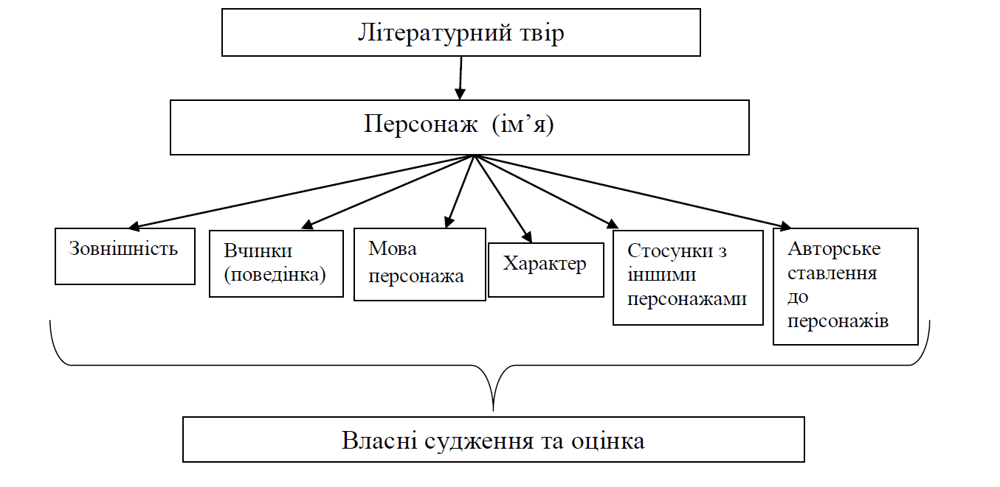 Літературний твір
Персонаж (ім’я)
Зовнішність
Вчинки
(поведінка)
Мова
персонажа
Характер
Стосунки з
іншими
персонажами
Авторське
ставлення
до
персонажів
Власні судження та оцінка